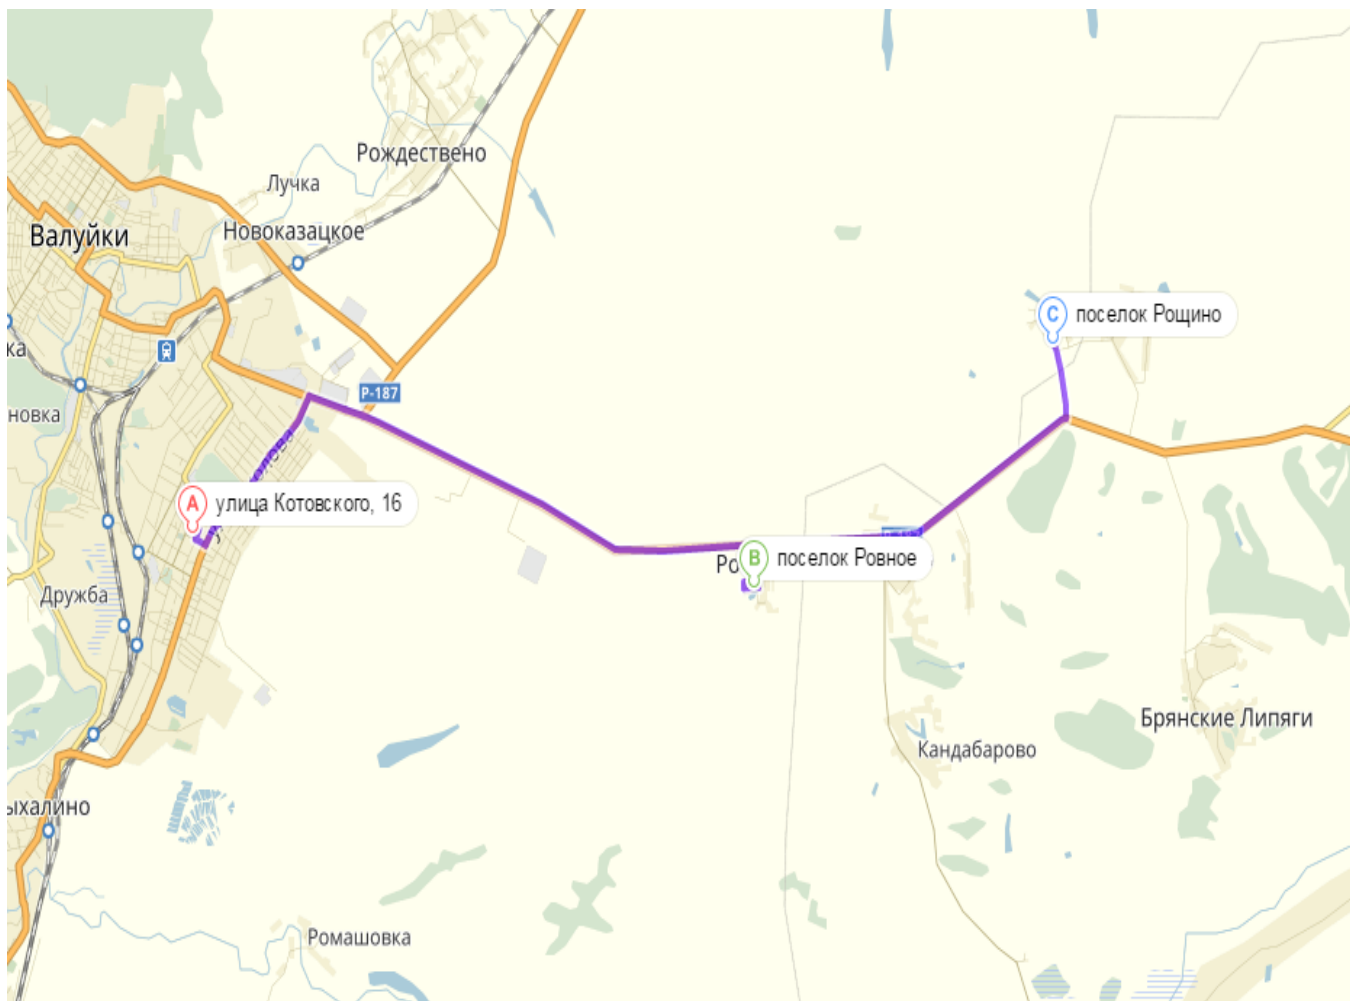 Рождествено
Лучка
Новоказацкое
Валуйки
C поселок Рощино
P-187
новка
A улица Котовского, 16
B поселок Ровное
Дружба
Брянские Липяги
Кандабарово
ыхалино
Ромашовка